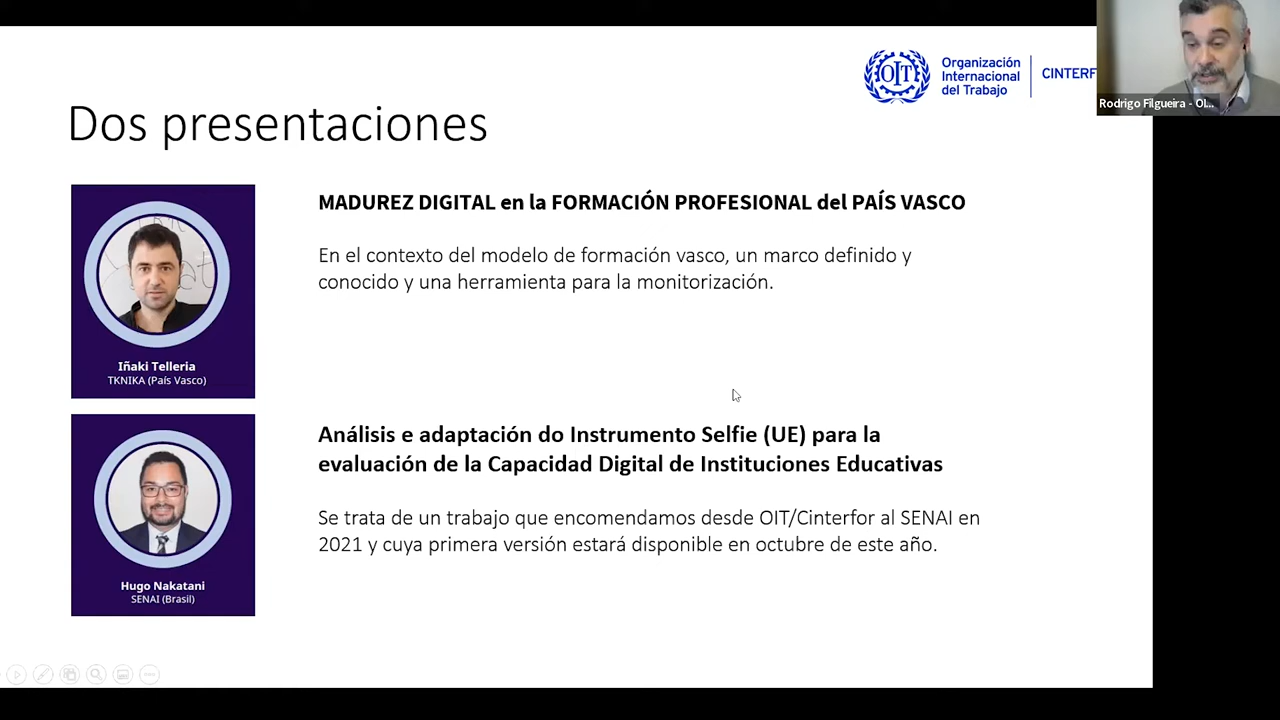 Organización
Internacional
del Trabajo
CINTERF
OIT
Rodrigo Filgueira - OI...
Dos presentaciones
MADUREZ DIGITAL en la FORMACIÓN PROFESIONAL del PAÍS VASCO
En el contexto del modelo de formación vasco, un marco definido y
conocido y una herramienta para la monitorización.
Iñaki Telleria
TKNIKA (País Vasco)
Análisis e adaptación do Instrumento Selfie (UE) para la
evaluación de la Capacidad Digital de Instituciones Educativas
Se trata de un trabajo que encomendamos desde OIT/Cinterfor al SENAI en
2021 y cuya primera versión estará disponible en octubre de este año.
Hugo Nakatani
SENAI (Brasil)